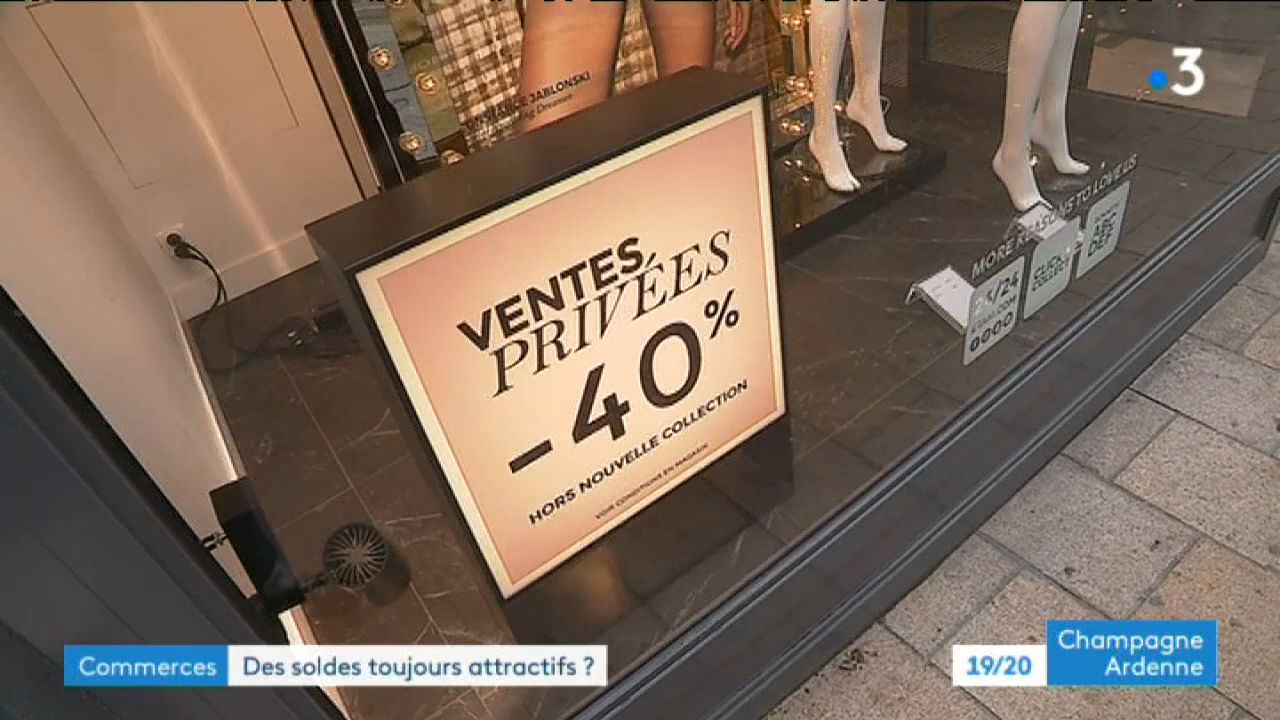 3
JABLONSKI
VENTES
PRIVÉES
-40%
HORS NOUVELLE COLLECTION
VOIR CONDITIONS EN MAGASIN
MORE REASONS TO LOVE US
CLICK
COLLECT
Commerces
Des soldes toujours attractifs ?
19/20
Champagne
Ardenne